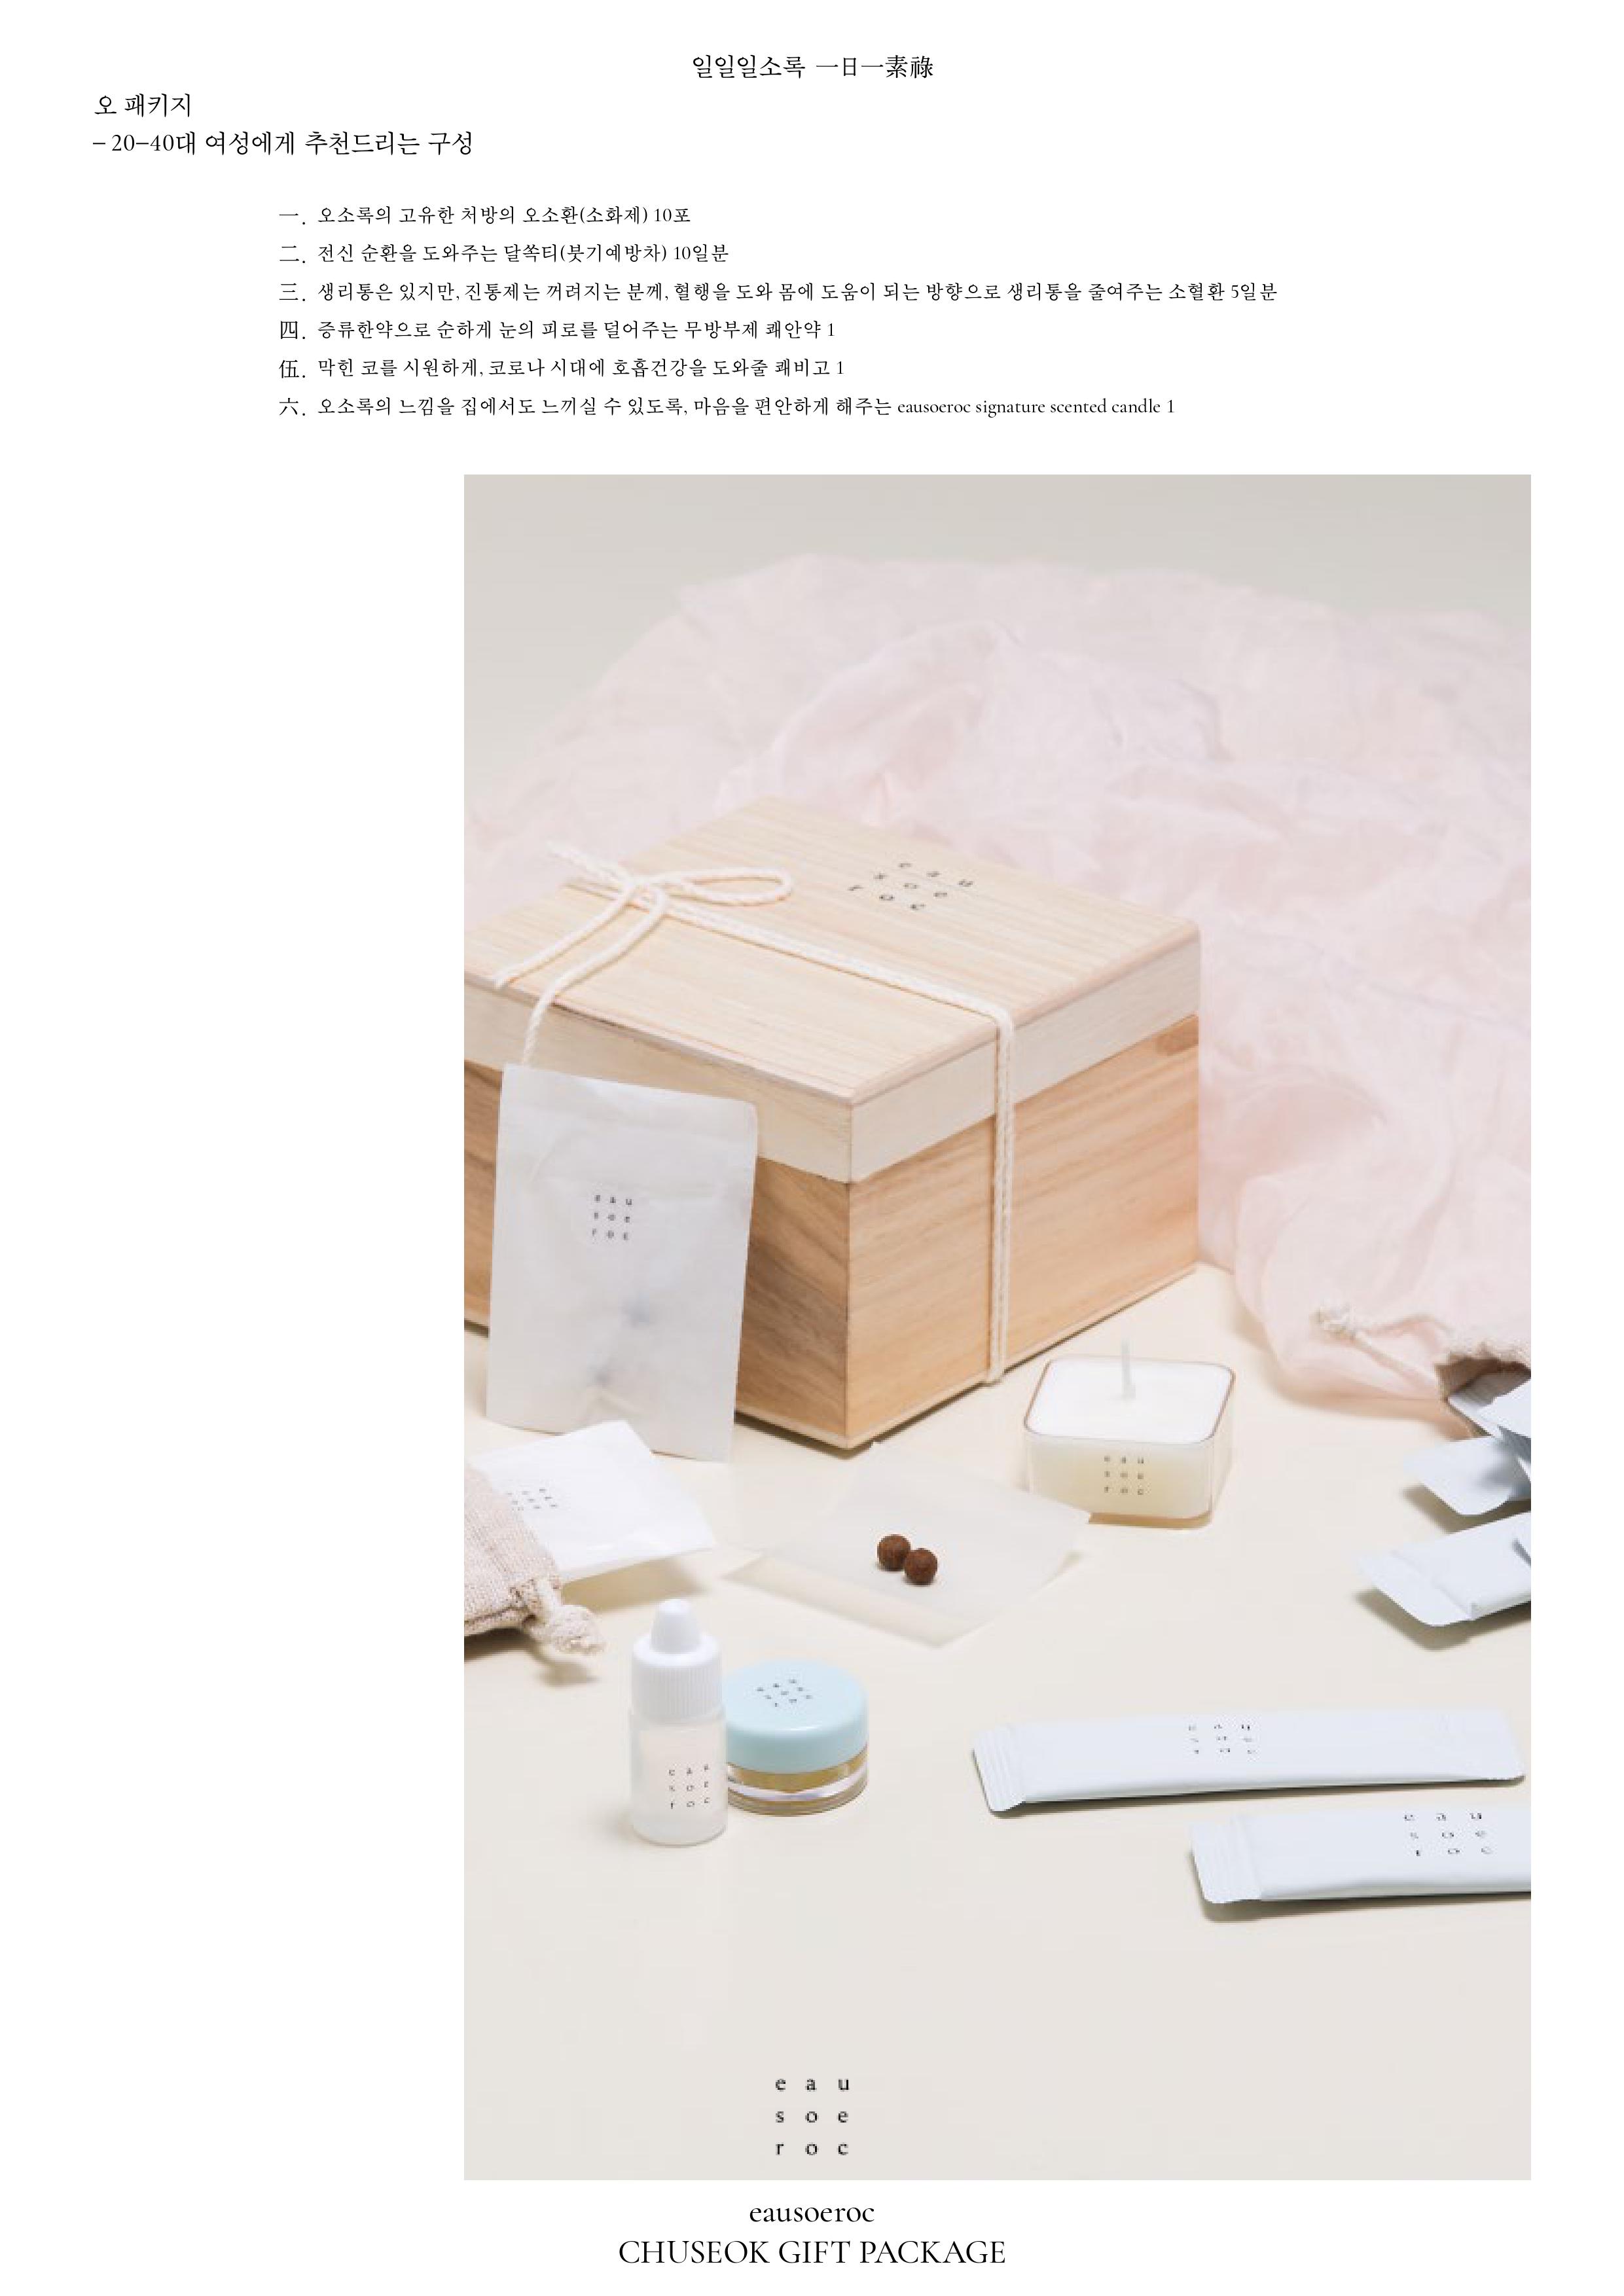 일일일소록 一日一素祿
오 패키지
– 20–40대 여성에게 추천드리는 구성
一. 오소록의 고유한 처방의 오소환(소화제) 10포
二. 전신 순환을 도와주는 달쏙티(붓기예방차) 10일분
三. 생리통은 있지만, 진통제는 꺼려지는 분께, 혈행을 도와 몸에 도움이 되는 방향으로 생리통을 줄여주는 소혈환 5일분
四. 증류한약으로 순하게 눈의 피로를 덜어주는 무방부제 쾌안약 1
伍. 막힌 코를 시원하게, 코로나 시대에 호흡건강을 도와줄 쾌비고 1
六. 오소록의 느낌을 집에서도 느끼실 수 있도록, 마음을 편안하게 해주는 eausoeroc signature scented candle 1
e a u
s o e
r o c
e a u
s o e
r o c
e a u
s o e
r o c
e a u
s o e
r o c
e a u
s o e
r o c
e a u
s o e
r o c
e a u
s o e
r o c
eausoeroc
CHUSEOK GIFT PACKAGE